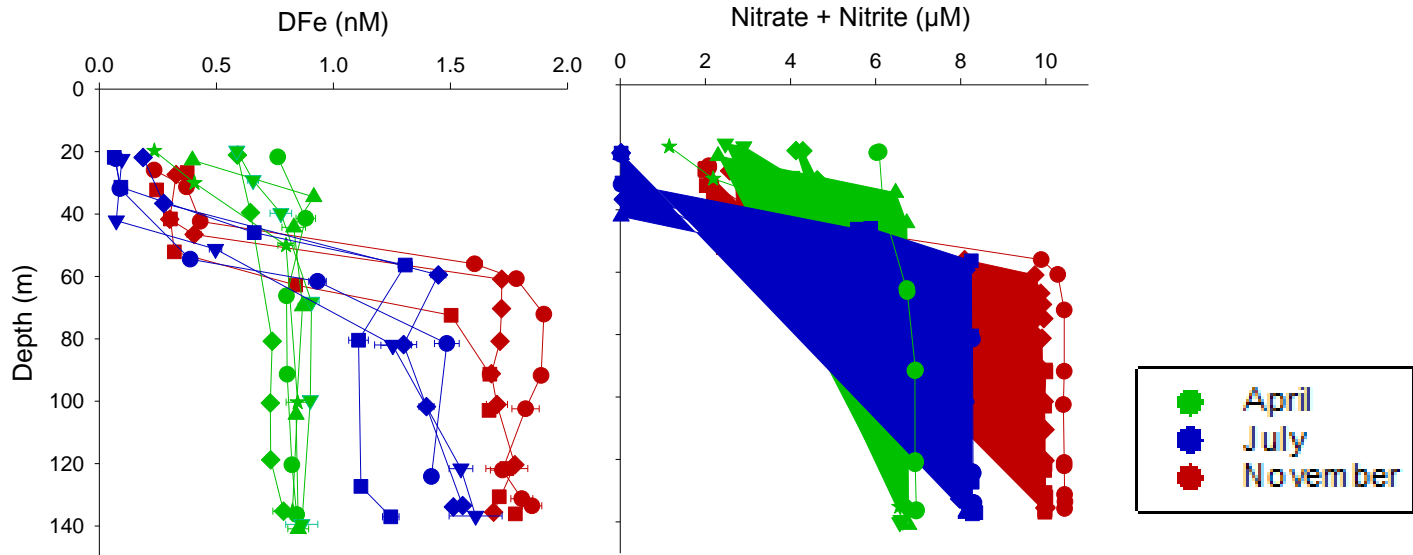 DFe (nM)
Nitrate + Nitrite (µM)
0.0 0.5 1.0 1.5 2.0
0 2 4 6 8 10
0
20
40
60
80
100
120
140
Depth (m)
April
July
November